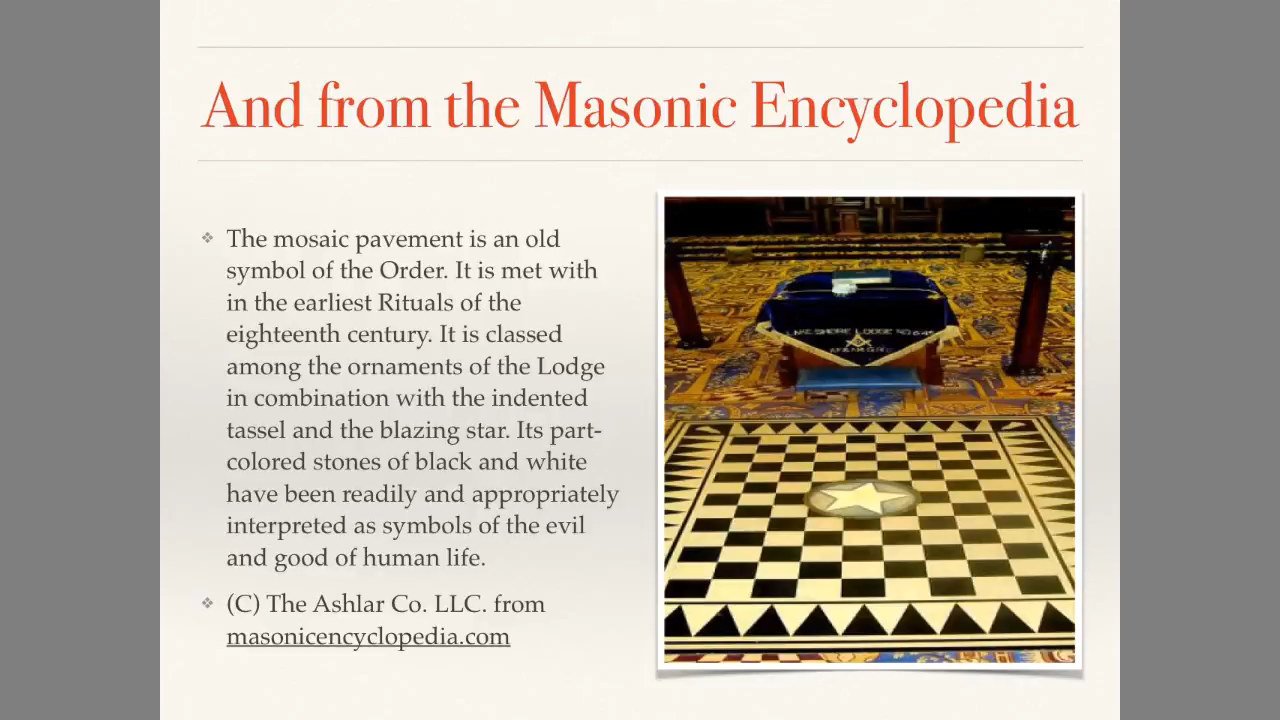 And from the Masonic Encyclopedia
The mosaic pavement is an old
symbol of the Order. It is met with
in the earliest Rituals of the
eighteenth century. It is classed
among the ornaments of the Lodge
in combination with the indented
tassel and the blazing star. Its part-
colored stones of black and white
have been readily and appropriately
interpreted as symbols of the evil
and good of human life.
(C) The Ashlar Co. LLC. from
masonicencyclopedia.com
LAKE SHORE LODGE NO